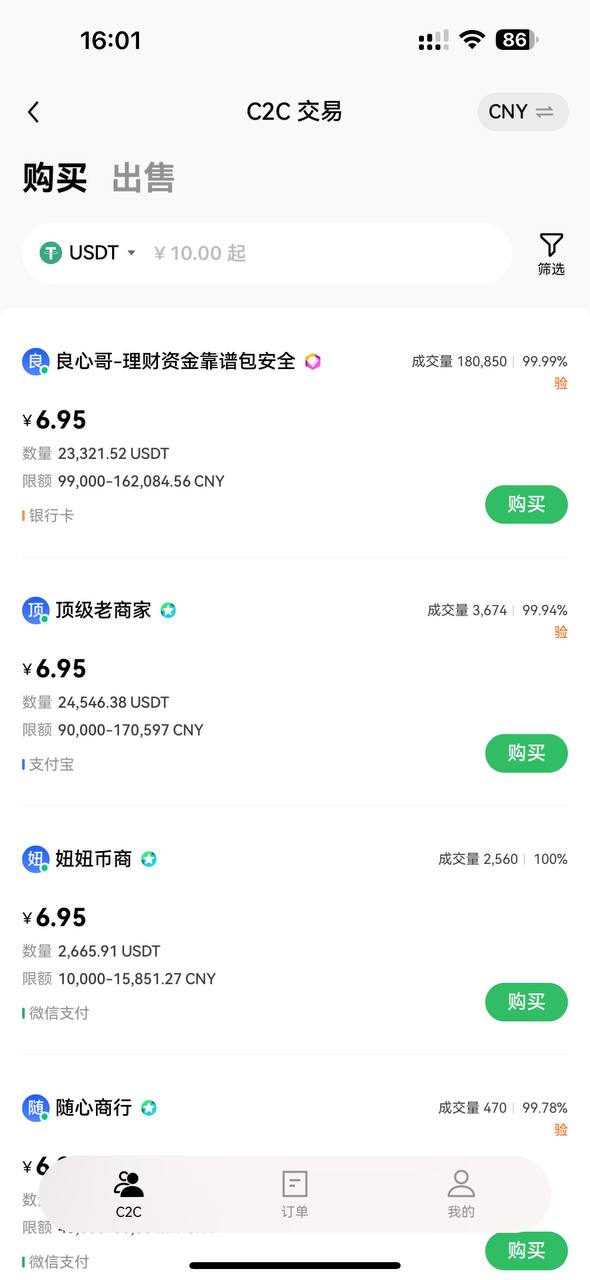 16:01
86
C2C 交易
CNY
购买 出售
USDT ¥ 10.00 起
筛选
良 良心哥-理财资金靠谱包安全 成交量 180,850 99.99%
验
¥ 6.95
数量 23,321.52 USDT
限额 99,000-162,084.56 CNY
银行卡
购买
顶 顶级老商家 成交量 3,674 99.94%
验
¥ 6.95
数量 24,546.38 USDT
限额 90,000-170,597 CNY
支付宝
购买
妞 妞妞币商 成交量 2,560 100%
¥ 6.95
数量 2,665.91 USDT
限额 10,000-15,851.27 CNY
微信支付
购买
随 随心商行 成交量 470 99.78%
验
¥ 6
C2C 订单 我的
限额
微信支付
购买